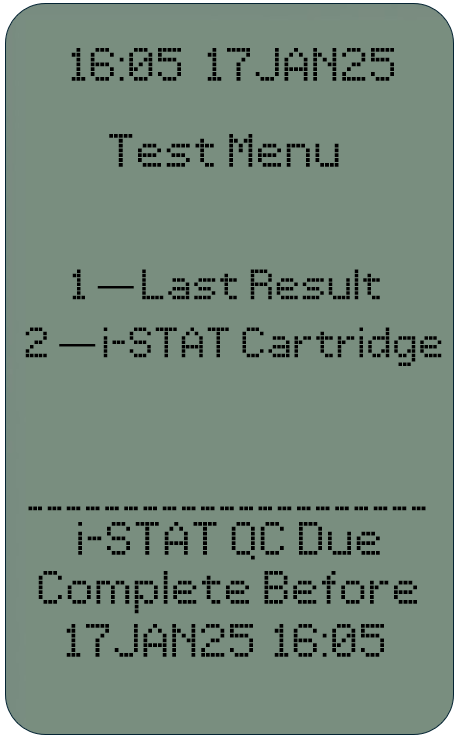 16:05 17JAN25
Test Menu
1 — Last Result
2 — i-STAT Cartridge
i-STAT QC Due
Complete Before
17JAN25 16:05